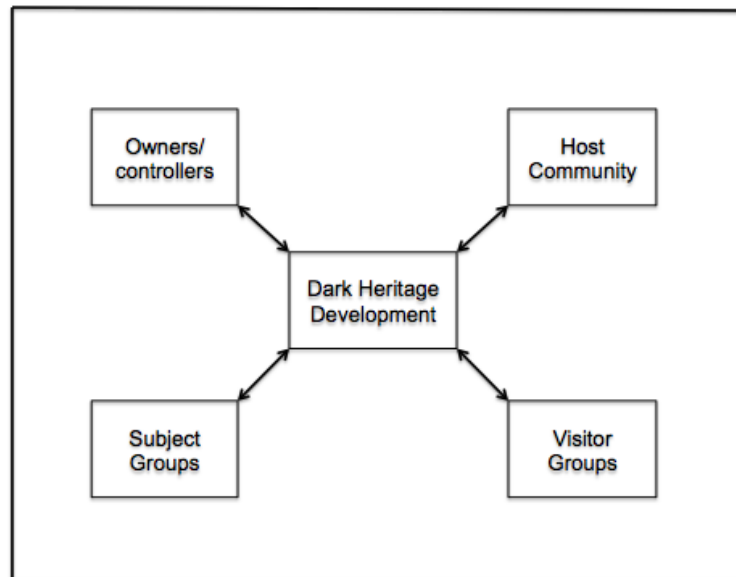 Owners/
controllers
Host
Community
Dark Heritage
Development
Subject
Groups
Visitor
Groups